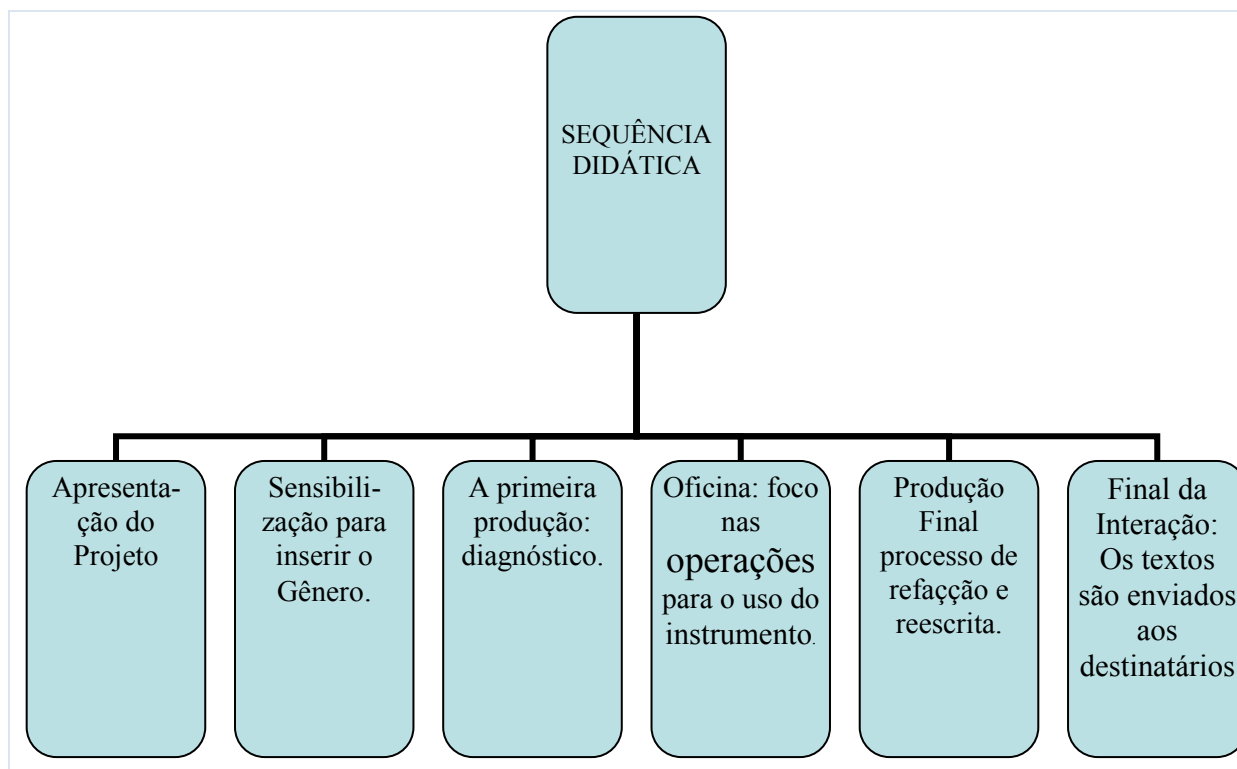 SEQUÊNCIA
DIDÁTICA
Apresenta-
ção do
Projeto
Sensibili-
zação para
inserir o
Gênero.
A primeira
produção:
diagnóstico.
Oficina: foco
nas
operações
para o uso do
instrumento.
Produção
Final
processo de
refaçção e
reescrita.
Final da
Interação:
Os textos
são enviados
aos
destinatários